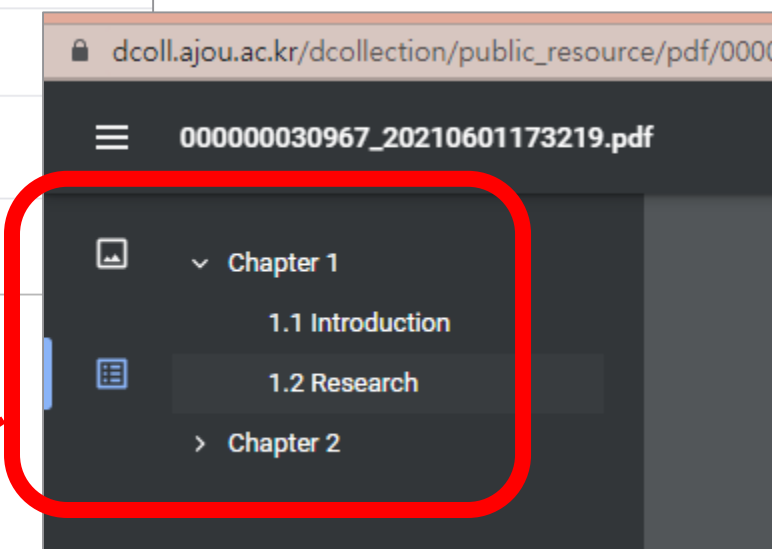 dcoll.ajou.ac.kr/dcollection/public_resource/pdf/0000
000000030967_20210601173219.pdf
Chapter 1
1.1 Introduction
1.2 Research
Chapter 2